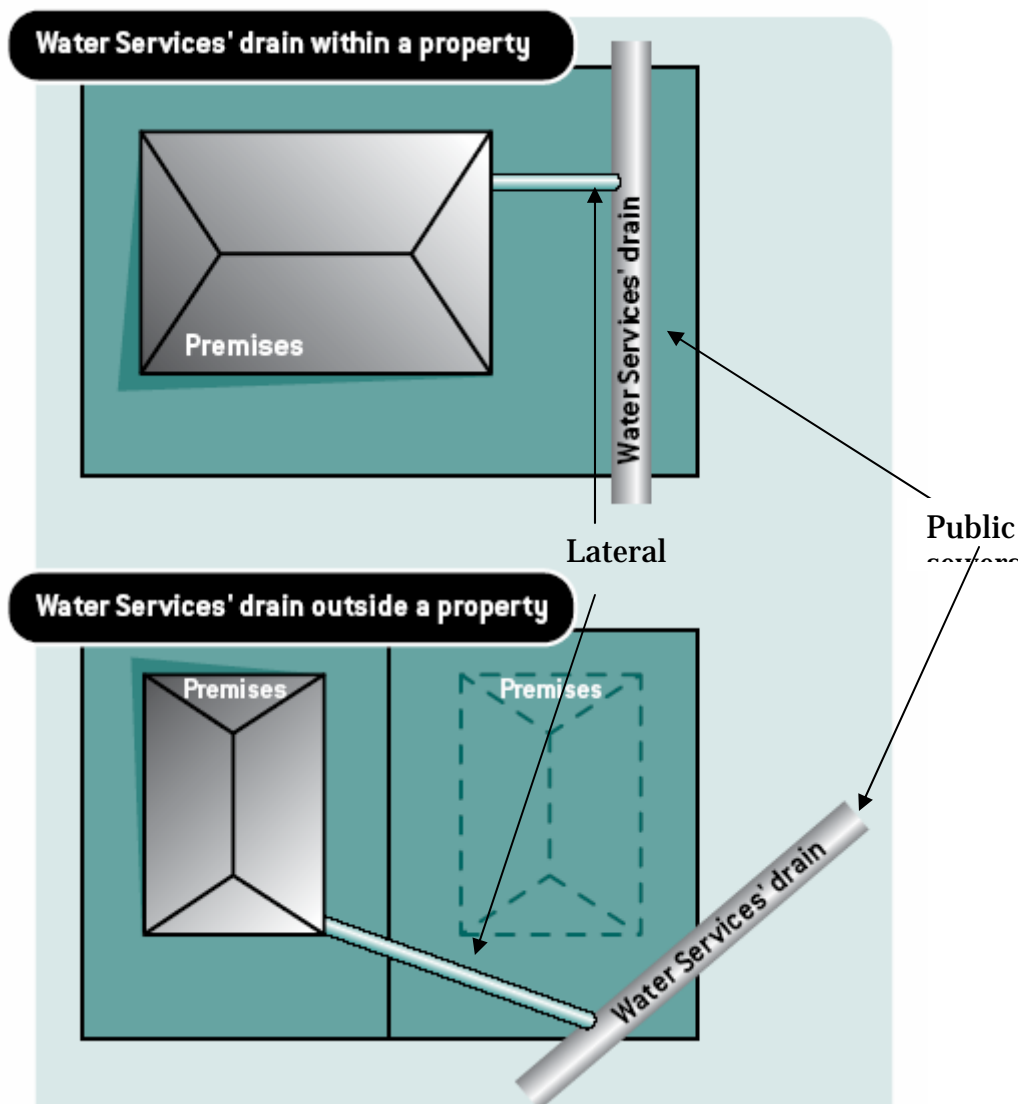 Water Services' drain within a property
Premises
Water Services' drain
Lateral
Public
Water Services' drain outside a property
Premises
Premises
Water Services' drain